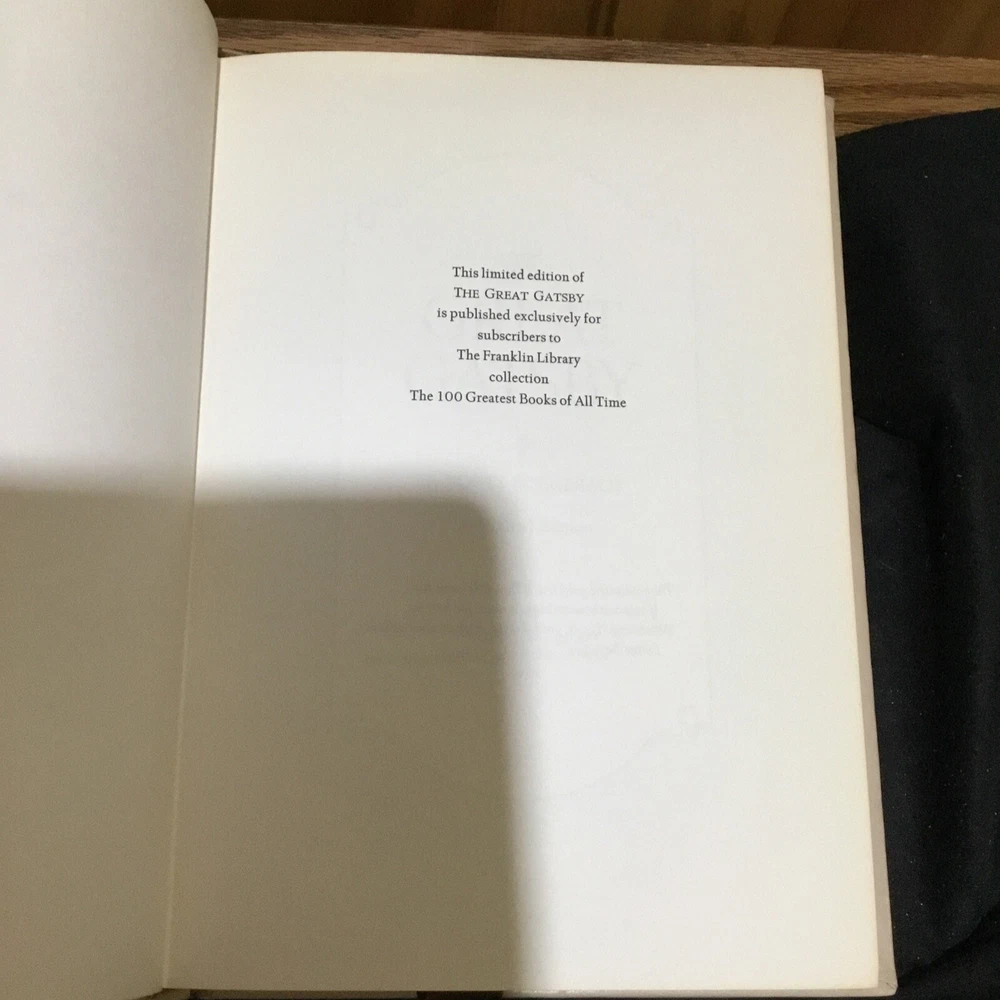 This limited edition of
THE GREAT GATSBY
is published exclusively for
subscribers to
The Franklin Library
collection
The 100 Greatest Books of All Time